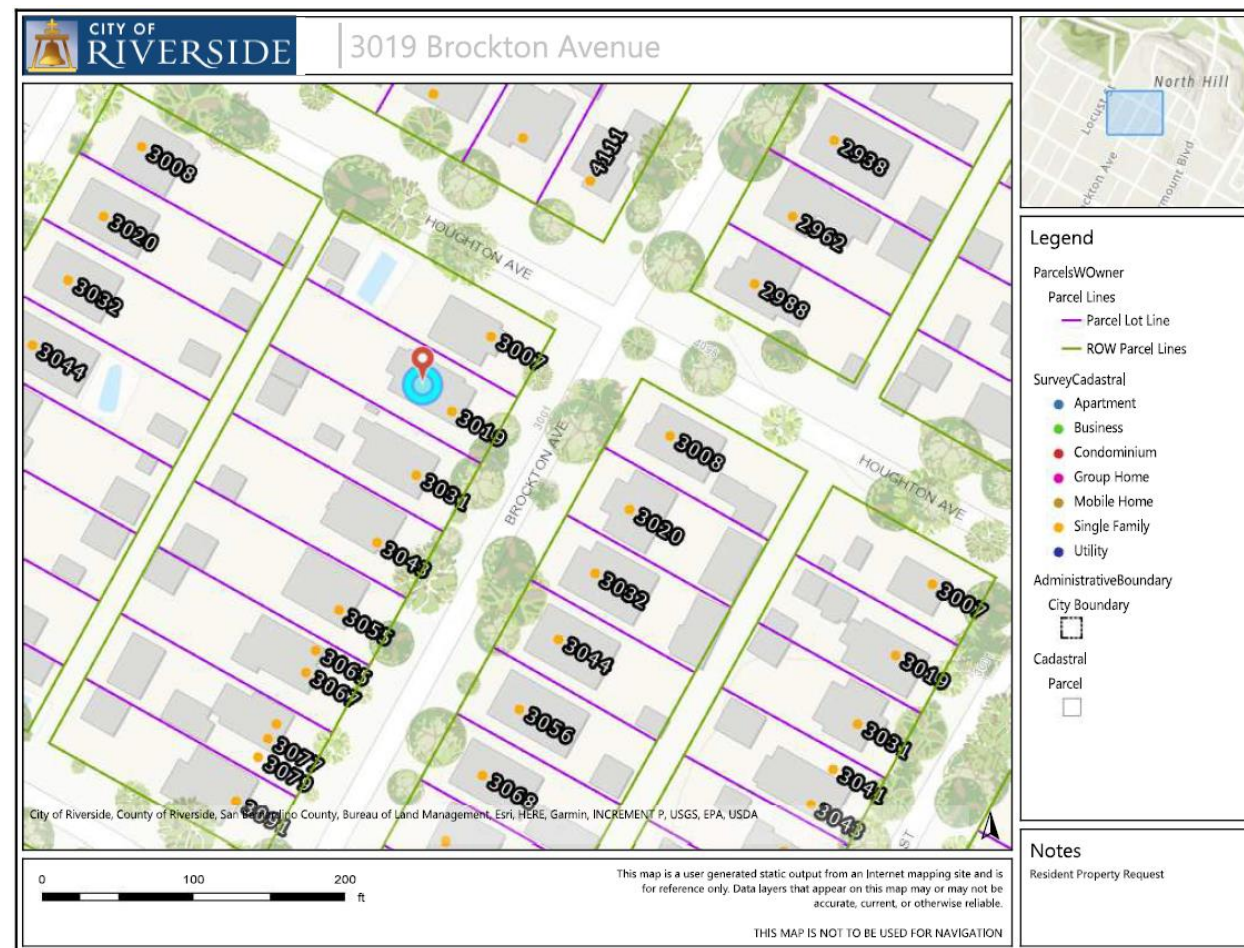 CITY OF
RIVERSIDE
3019 Brockton Avenue
3008
3020
3032
3044
4111
HOUGHTON AVE
2938
2962
2988
3007
3019
3031
3043
3055
3065
3067
3077
3079
3091
3001
BROCKTON AVE
4098
HOUGHTON AVE
3008
3020
3032
3044
3056
3068
3007
3019
3031
3041
3043
ST
City of Riverside, County of Riverside, San Bernardino County, Bureau of Land Management, Esri, HERE, Garmin, INCREMENT P, USGS, EPA, USDA
North Hill
Locust St
ckton Ave
mount Blvd
Legend
ParcelsWOwner
Parcel Lines
Parcel Lot Line
ROW Parcel Lines
SurveyCadastral
Apartment
Business
Condominium
Group Home
Mobile Home
Single Family
Utility
AdministrativeBoundary
City Boundary
Cadastral
Parcel
0 100 200
ft
This map is a user generated static output from an Internet mapping site and is
for reference only. Data layers that appear on this map may or may not be
accurate, current, or otherwise reliable.
THIS MAP IS NOT TO BE USED FOR NAVIGATION
Notes
Resident Property Request